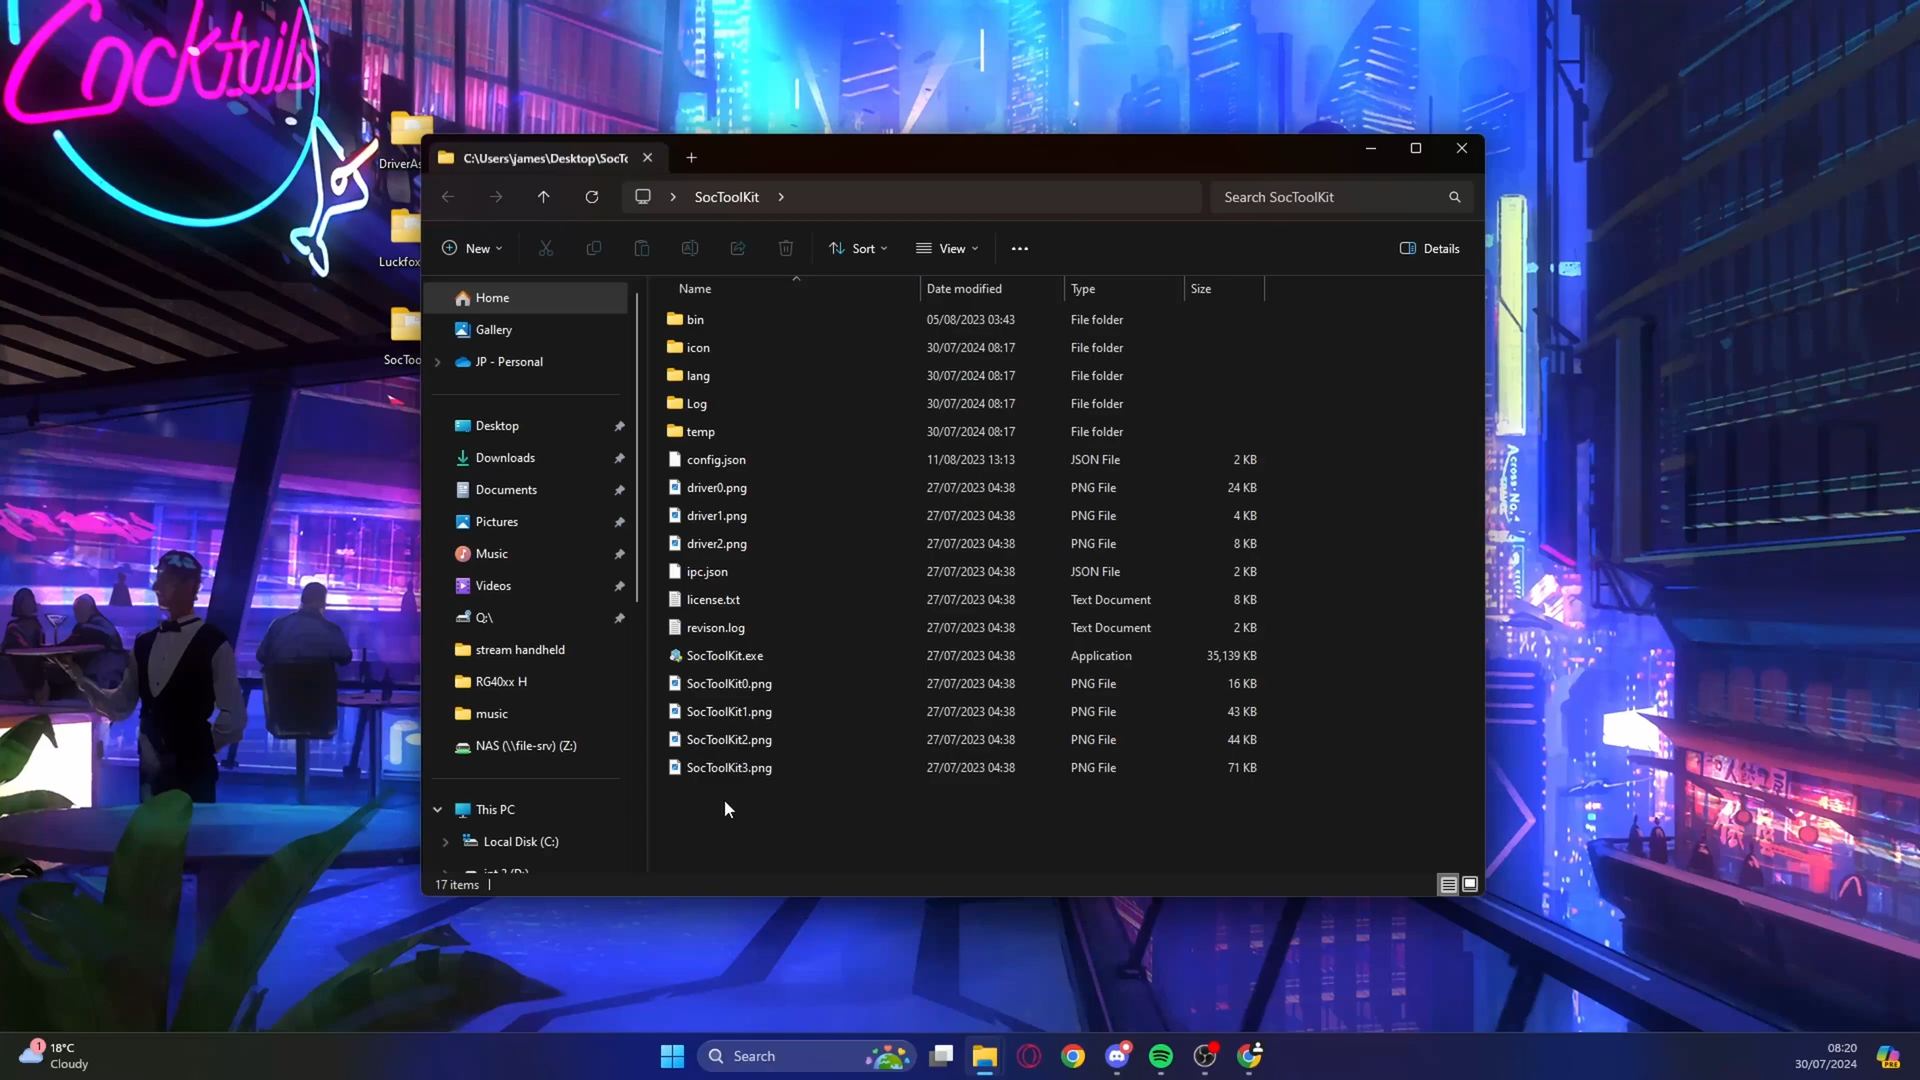 Cocktails
DriverAs
Luckfox
SocToo
C:\Users\james\Desktop\SocTo
SocToolKit
Search SocToolKit
New
Sort
View
Details
Home
Gallery
JP - Personal
Desktop
Downloads
Documents
Pictures
Music
Videos
Q:\
stream handheld
RG40xx H
music
NAS (\\file-srv) (Z:)
This PC
Local Disk (C:)
Name Date modified Type Size
bin 05/08/2023 03:43 File folder
icon 30/07/2024 08:17 File folder
lang 30/07/2024 08:17 File folder
Log 30/07/2024 08:17 File folder
temp 30/07/2024 08:17 File folder
config.json 11/08/2023 13:13 JSON File 2 KB
driver0.png 27/07/2023 04:38 PNG File 24 KB
driver1.png 27/07/2023 04:38 PNG File 4 KB
driver2.png 27/07/2023 04:38 PNG File 8 KB
ipc.json 27/07/2023 04:38 JSON File 2 KB
license.txt 27/07/2023 04:38 Text Document 8 KB
revison.log 27/07/2023 04:38 Text Document 2 KB
SocToolKit.exe 27/07/2023 04:38 Application 35,139 KB
SocToolKit0.png 27/07/2023 04:38 PNG File 16 KB
SocToolKit1.png 27/07/2023 04:38 PNG File 43 KB
SocToolKit2.png 27/07/2023 04:38 PNG File 44 KB
SocToolKit3.png 27/07/2023 04:38 PNG File 71 KB
17 items
Across-No.
1
18°C
Cloudy
Search
08:20
30/07/2024
PRE